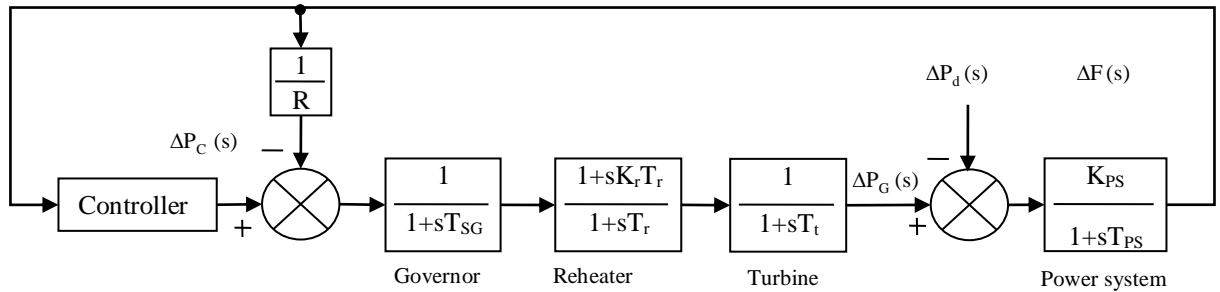 1
R
ΔP_d (s)
ΔF (s)
ΔP_C (s)
−
Controller
+
1
1+sT_SG
1+sK_rT_r
1+sT_r
1
1+sT_t
ΔP_G (s)
−
+
K_PS
1+sT_PS
Governor
Reheater
Turbine
Power system